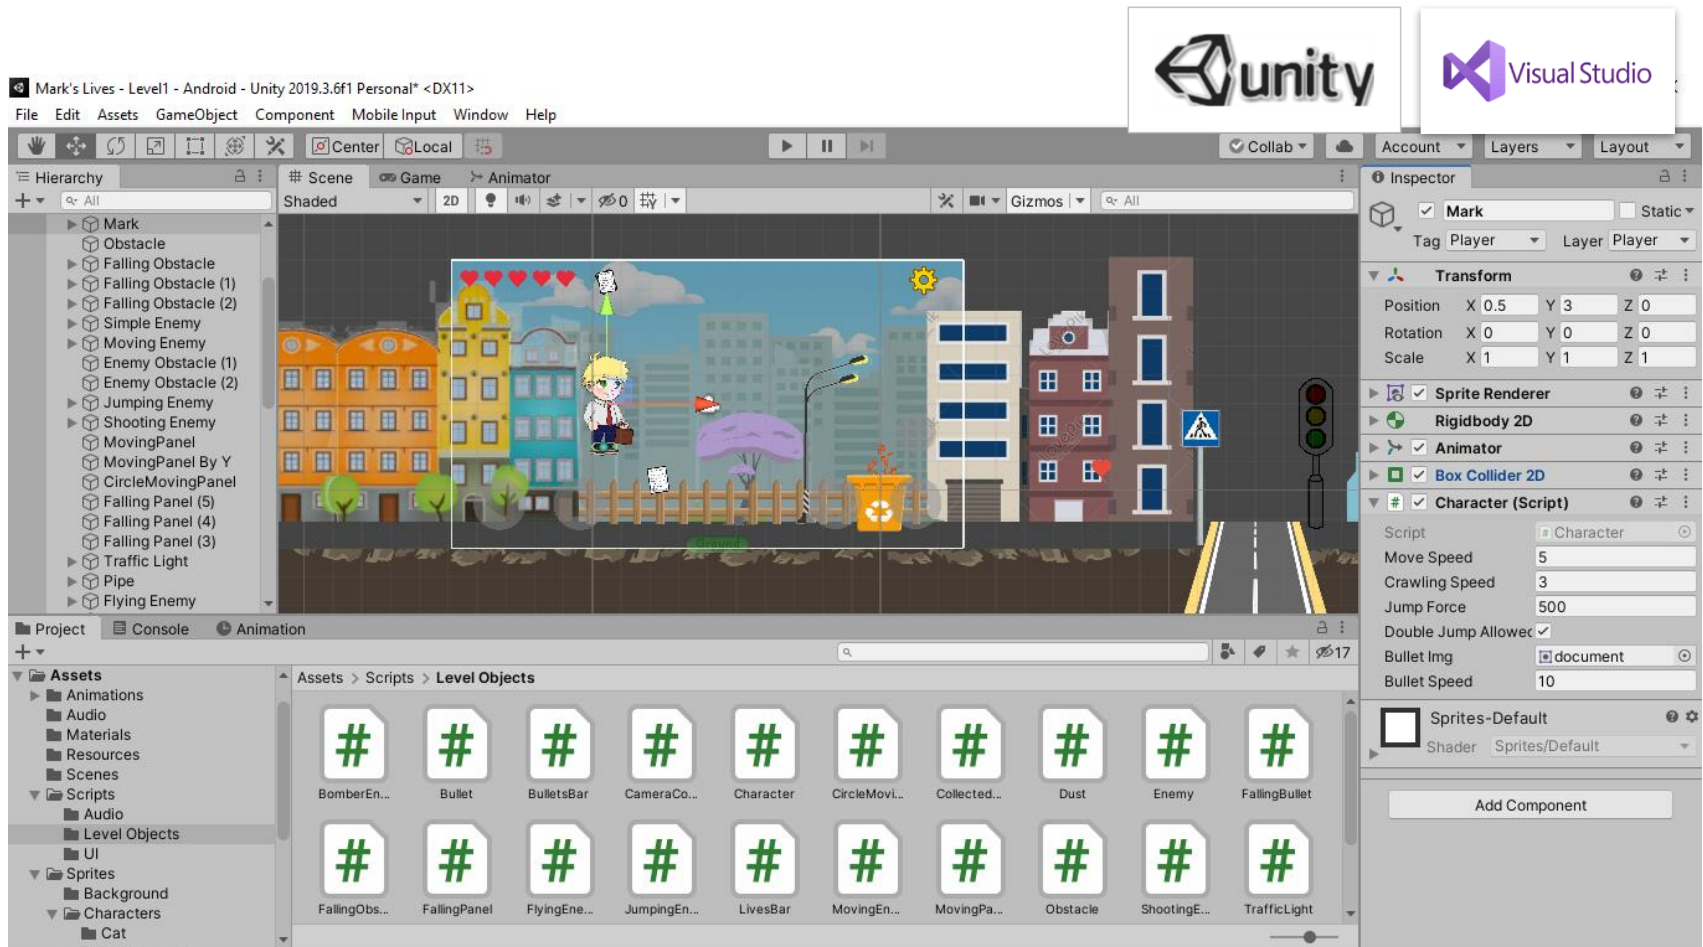 unity
Visual Studio
Mark's Lives - Level1 - Android - Unity 2019.3.6f1 Personal* <DX11>
File Edit Assets GameObject Component Mobile Input Window Help
Center Local Collab Account Layers Layout
Hierarchy
All
Mark
Obstacle
Falling Obstacle
Falling Obstacle (1)
Falling Obstacle (2)
Simple Enemy
Moving Enemy
Enemy Obstacle (1)
Enemy Obstacle (2)
Jumping Enemy
Shooting Enemy
MovingPanel
MovingPanel By Y
CircleMovingPanel
Falling Panel (5)
Falling Panel (4)
Falling Panel (3)
Traffic Light
Pipe
Flying Enemy
Scene Game Animator
Shaded 2D 0 Gizmos All
Ground
Inspector
Mark Static
Tag Player Layer Player
Transform
Position X 0.5 Y 3 Z 0
Rotation X 0 Y 0 Z 0
Scale X 1 Y 1 Z 1
Sprite Renderer
Rigidbody 2D
Animator
Box Collider 2D
# Character (Script)
Script # Character
Move Speed 5
Crawling Speed 3
Jump Force 500
Double Jump Allowec
Bullet Img document
Bullet Speed 10
Sprites-Default
Shader Sprites/Default
Add Component
Project Console Animation
17
Assets
Animations
Audio
Materials
Resources
Scenes
Scripts
Audio
Level Objects
UI
Sprites
Background
Characters
Cat
Assets > Scripts > Level Objects
# # # # # # # # # #
BomberEn... Bullet BulletsBar CameraCo... Character CircleMovi... Collected... Dust Enemy FallingBullet
# # # # # # # # # #
FallingObs... FallingPanel FlyingEne... JumpingEn... LivesBar MovingEn... MovingPa... Obstacle ShootingE... TrafficLight